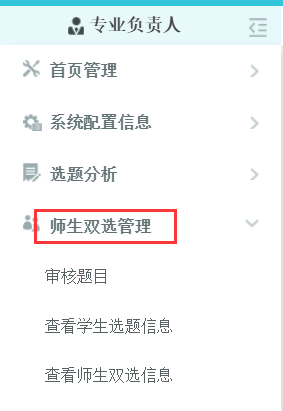 专业负责人
首页管理
系统配置信息
选题分析
师生双选管理
审核题目
查看学生选题信息
查看师生双选信息